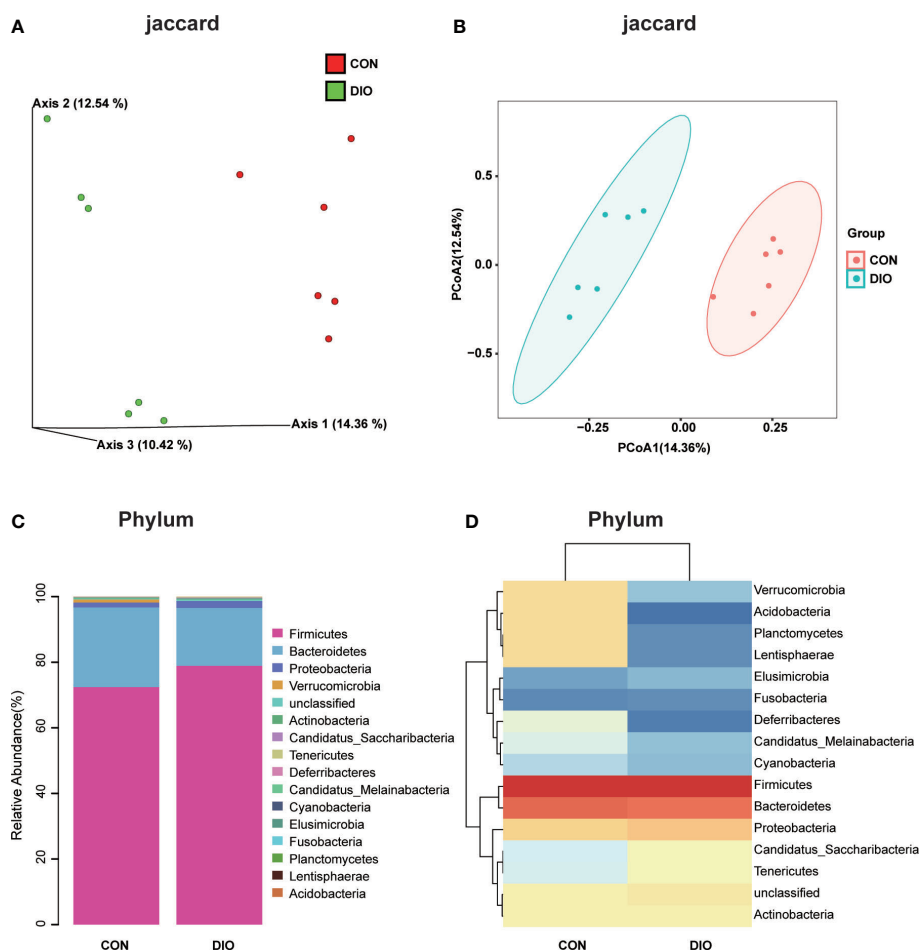 A
jaccard
CON
DIO
Axis 2 (12.54 %)
Axis 1 (14.36 %)
Axis 3 (10.42 %)
B
jaccard
0.5
0.0
−0.5
PCoA2(12.54%)
−0.25
0.00
0.25
PCoA1(14.36%)
Group
CON
DIO
C
Phylum
100
80
60
40
20
0
Relative Abundance(%)
CON
DIO
Firmicutes
Bacteroidetes
Proteobacteria
Verrucomicrobia
unclassified
Actinobacteria
Candidatus_Saccharibacteria
Tenericutes
Deferribacteres
Candidatus_Melainabacteria
Cyanobacteria
Elusimicrobia
Fusobacteria
Planctomycetes
Lentisphaerae
Acidobacteria
D
Phylum
Verrucomicrobia
Acidobacteria
Planctomycetes
Lentisphaerae
Elusimicrobia
Fusobacteria
Deferribacteres
Candidatus_Melainabacteria
Cyanobacteria
Firmicutes
Bacteroidetes
Proteobacteria
Candidatus_Saccharibacteria
Tenericutes
unclassified
Actinobacteria
CON
DIO